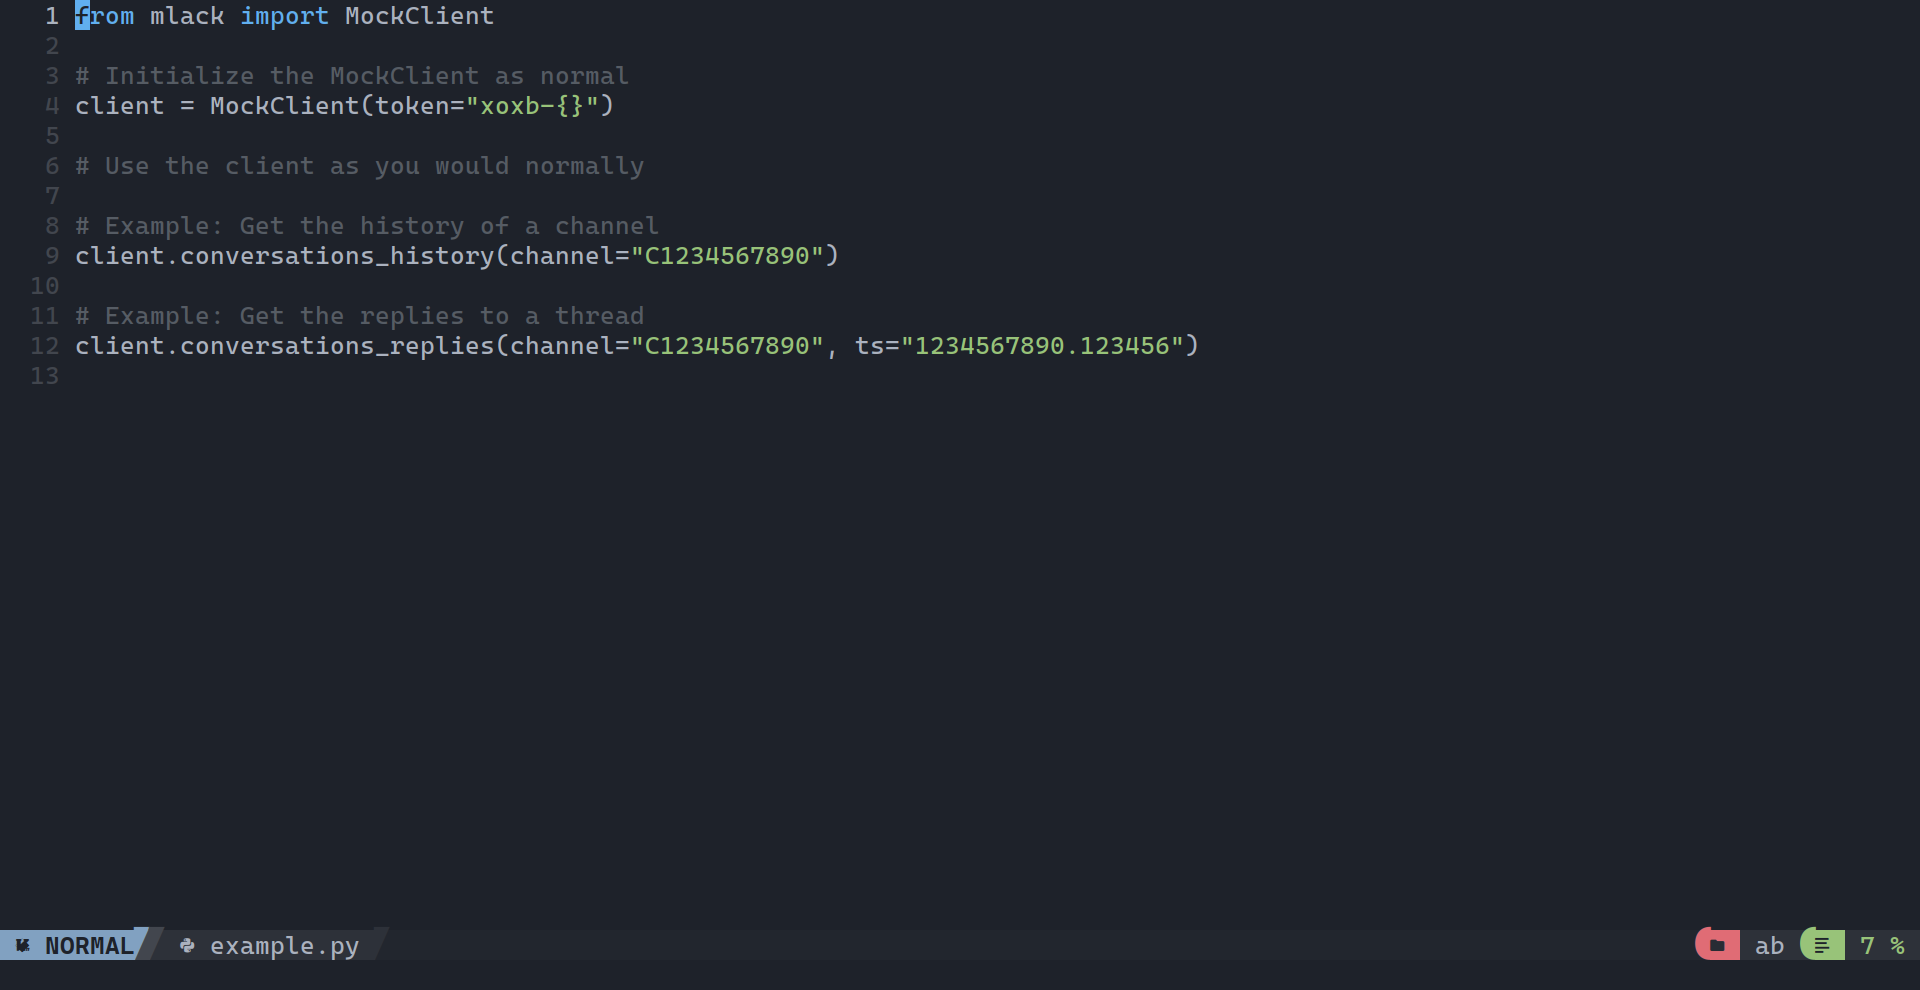 1 from mlack import MockClient
2
3 # Initialize the MockClient as normal
4 client = MockClient(token="xoxb-{}")
5
6 # Use the client as you would normally
7
8 # Example: Get the history of a channel
9 client.conversations_history(channel="C1234567890")
10
11 # Example: Get the replies to a thread
12 client.conversations_replies(channel="C1234567890", ts="1234567890.123456")
13
NORMAL example.py ab 7 %